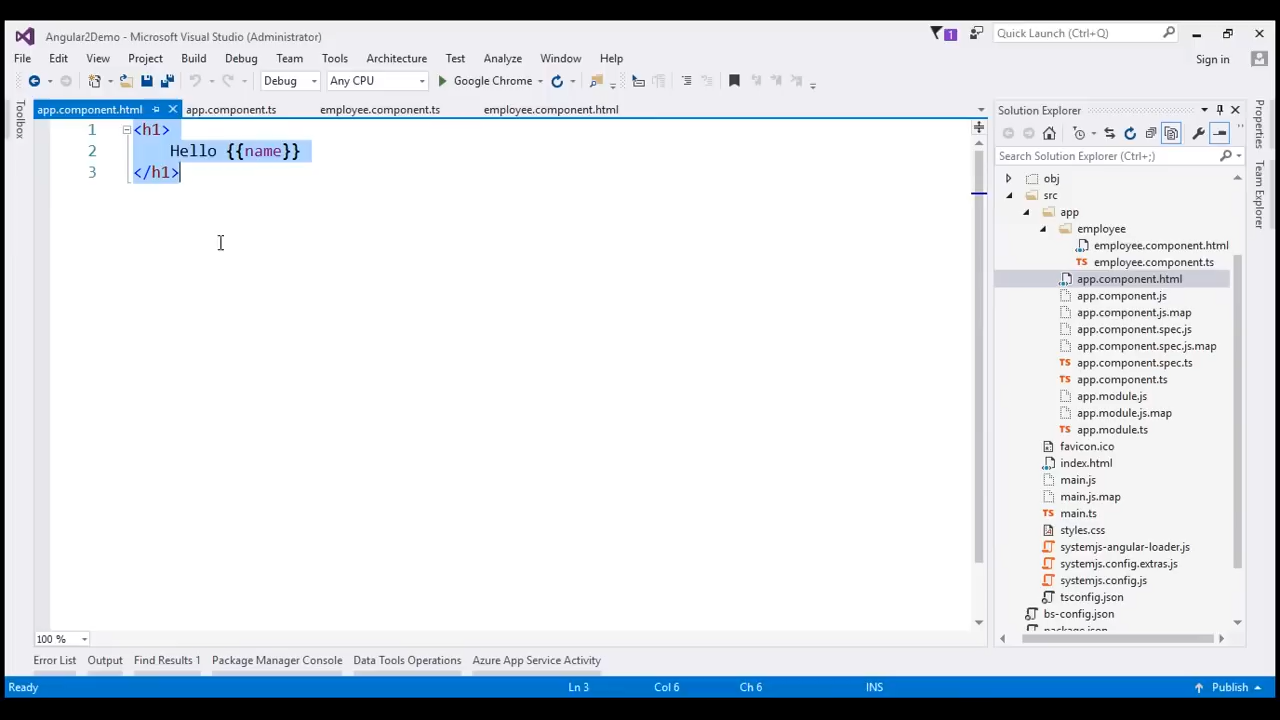 Angular2Demo - Microsoft Visual Studio (Administrator)
1
Quick Launch (Ctrl+Q)
File Edit View Project Build Debug Team Tools Architecture Test Analyze Window Help
Sign in
Debug Any CPU Google Chrome
Toolbox
app.component.html app.component.ts employee.component.ts employee.component.html
1 <h1>
2 Hello {{name}}
3 </h1>
100 %
Solution Explorer
Search Solution Explorer (Ctrl+;)
obj
src
app
employee
employee.component.html
employee.component.ts
app.component.html
app.component.js
app.component.js.map
app.component.spec.js
app.component.spec.js.map
app.component.spec.ts
app.component.ts
app.module.js
app.module.js.map
app.module.ts
favicon.ico
index.html
main.js
main.js.map
main.ts
styles.css
systemjs-angular-loader.js
systemjs.config.extras.js
systemjs.config.js
tsconfig.json
bs-config.json
package.json
Properties
Team Explorer
Error List Output Find Results 1 Package Manager Console Data Tools Operations Azure App Service Activity
Ready Ln 3 Col 6 Ch 6 INS Publish